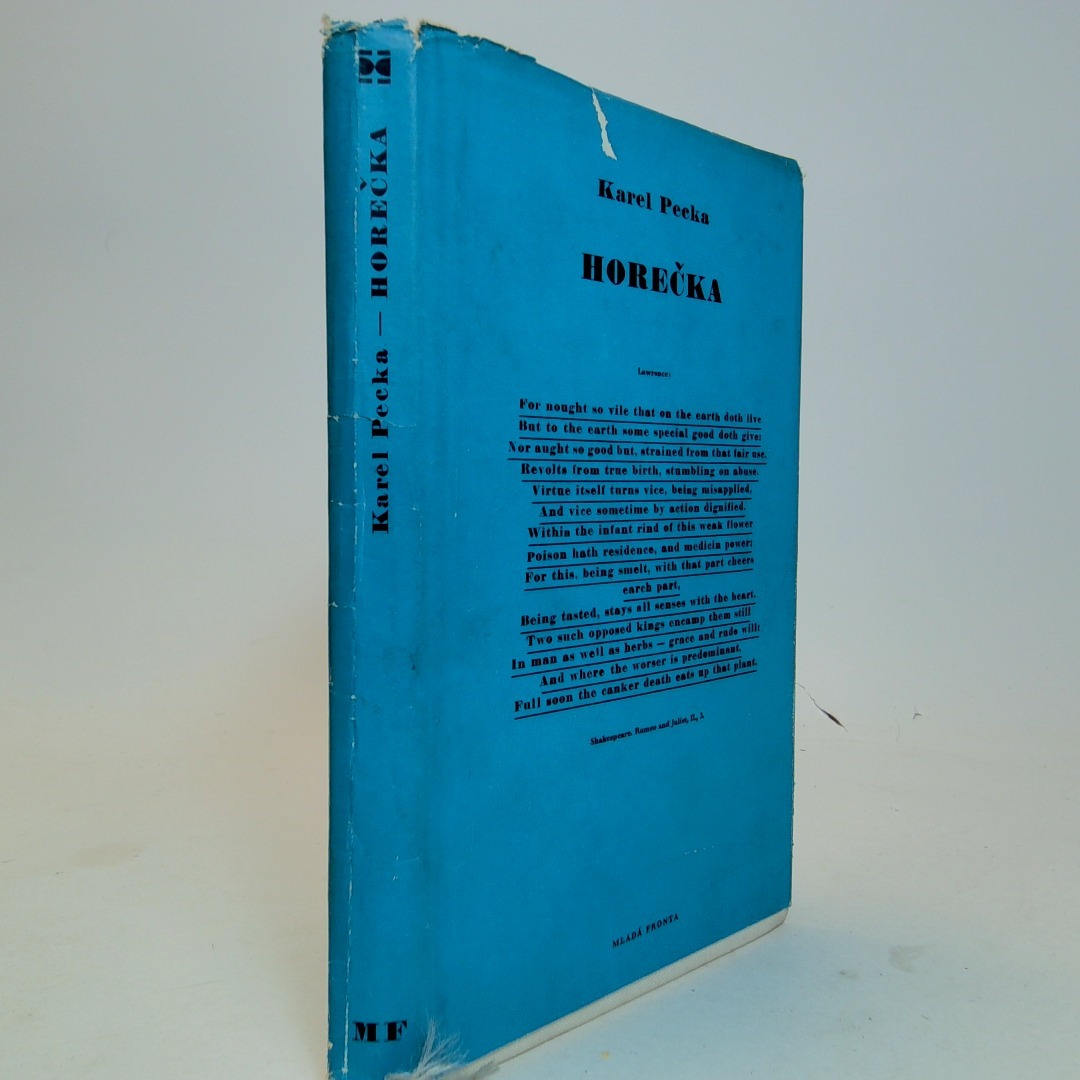 Karel Pecka — HOREČKA
MF
Karel Pecka
HOREČKA
Lawrence:
For nought so vile that on the earth doth live
But to the earth some special good doth give;
Nor aught so good but, strained from that fair use,
Revolts from true birth, stumbling on abuse.
Virtue itself turns vice, being misapplied,
And vice sometime by action dignified.
Within the infant rind of this weak flower
Poison hath residence, and medicin power;
For this, being smelt, with that part cheers
earch part,
Being tasted, stays all senses with the heart.
Two such opposed kings encamp them still
In man as well as herbs — grace and rude will;
And where the worser is predominant,
Full soon the canker death eats up that plant.
Shakespeare, Romeo and Juliet, II., 3.
MLADÁ FRONTA